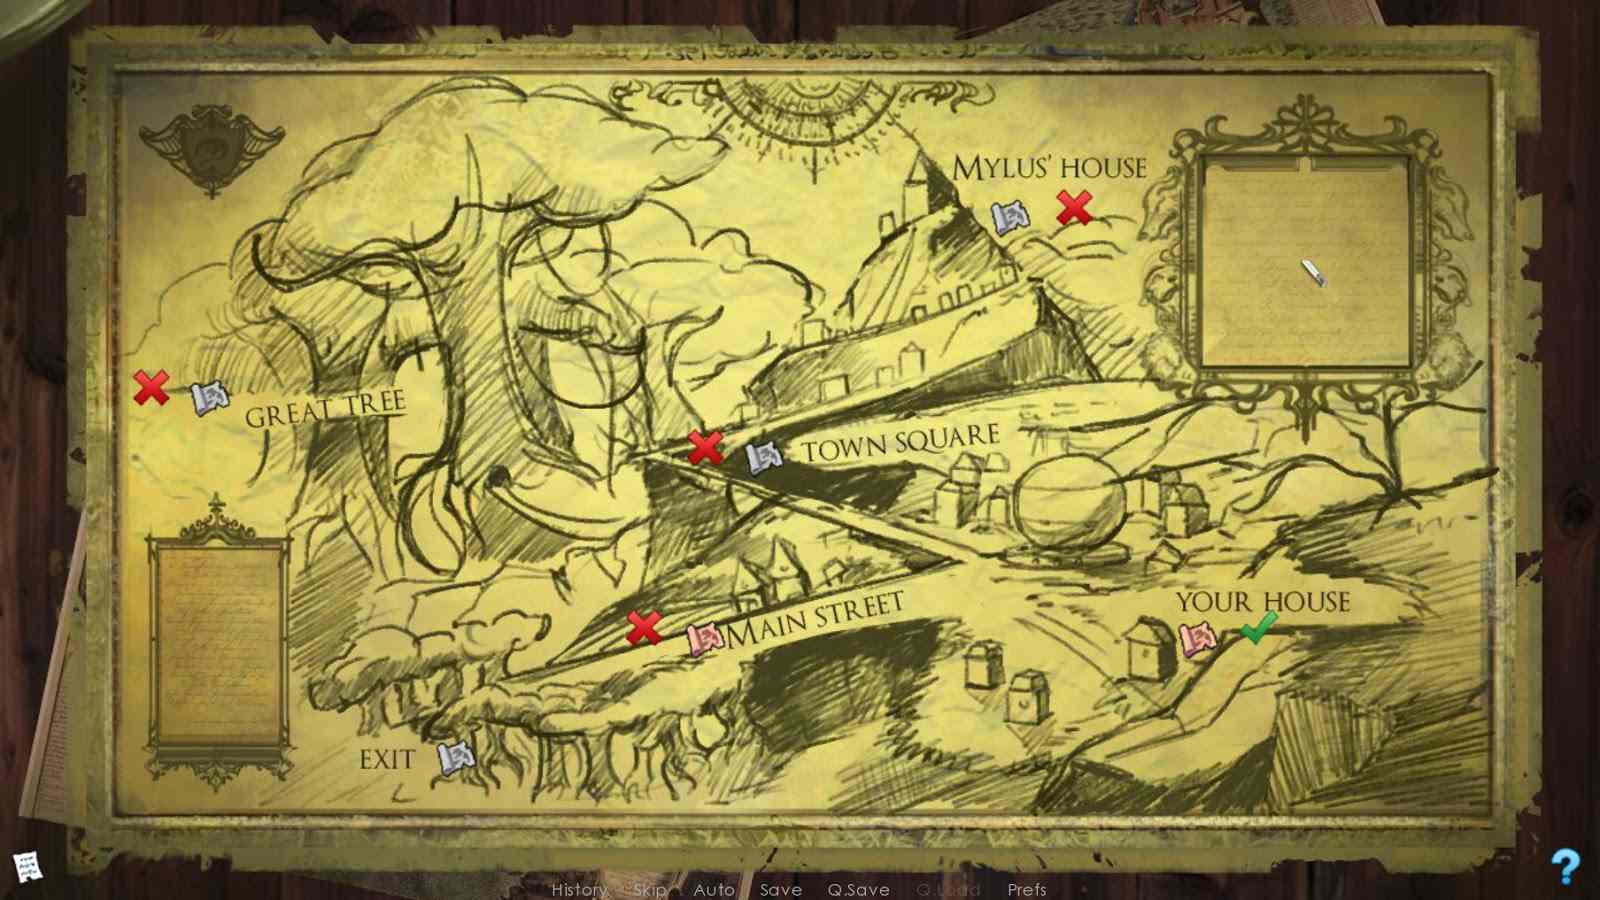 MYLUS' HOUSE
GREAT TREE
TOWN SQUARE
YOUR HOUSE
MAIN STREET
EXIT
?
History Skip Auto Save Q.Save Q.Load Prefs